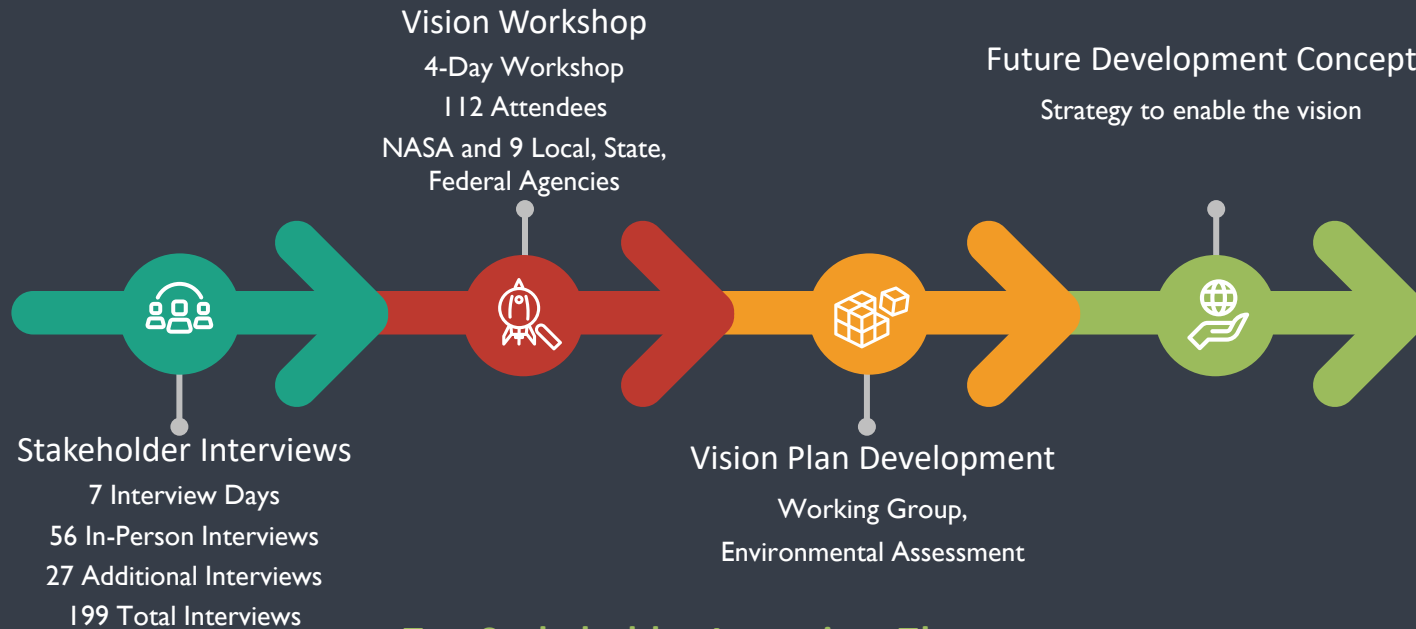 Vision Workshop
4-Day Workshop
112 Attendees
NASA and 9 Local, State,
Federal Agencies
Future Development Concept
Strategy to enable the vision
Stakeholder Interviews
7 Interview Days
56 In-Person Interviews
27 Additional Interviews
199 Total Interviews
Vision Plan Development
Working Group,
Environmental Assessment